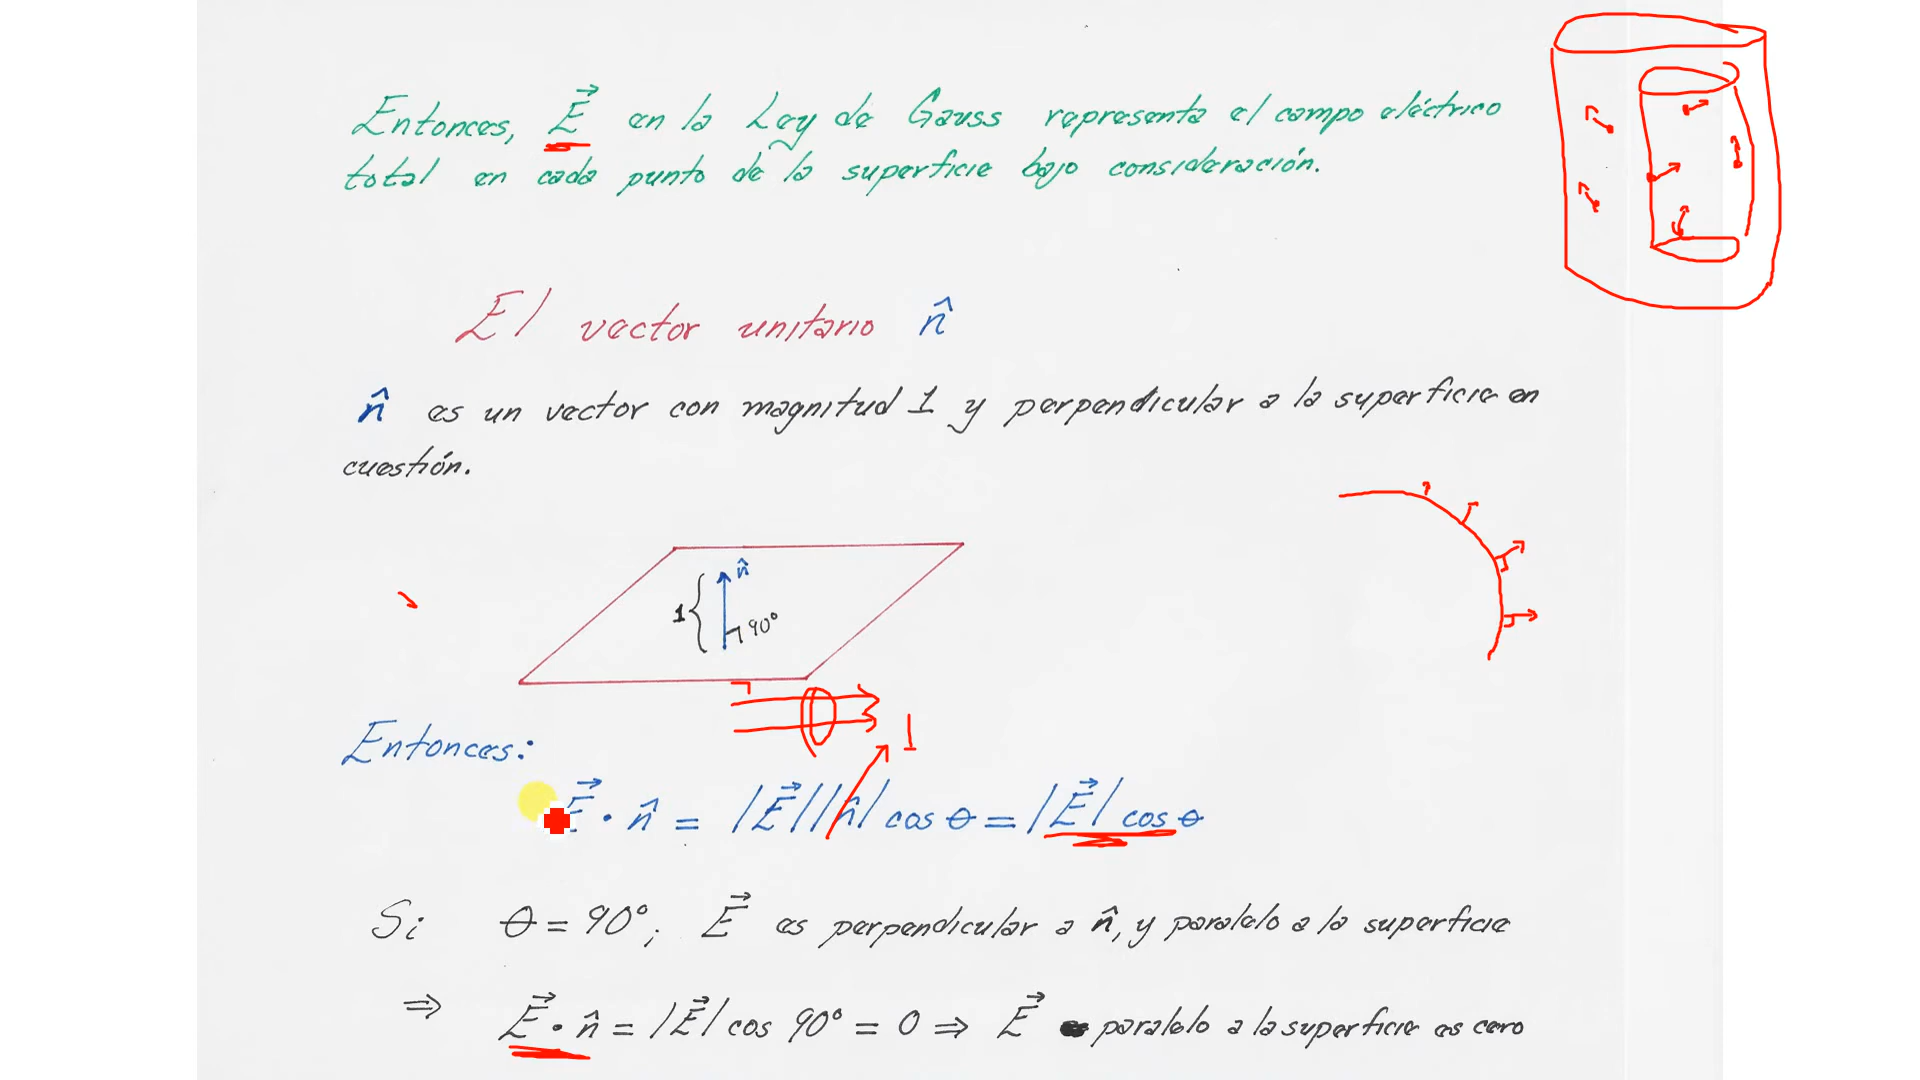 Entonces, E⃗ en la Ley de Gauss representa el campo eléctrico
total en cada punto de la superficie bajo consideración.
El vector unitario n̂
n̂ es un vector con magnitud 1 y perpendicular a la superficie en
cuestión.
n̂
1 { 90°
Entonces:
1
E⃗ · n̂ = |E⃗||n̂| cos θ = |E⃗| cos θ
Si θ = 90°; E⃗ es perpendicular a n̂, y paralelo a la superficie
⇒ E⃗ · n̂ = |E⃗| cos 90° = 0 ⇒ E⃗ paralelo a la superficie es cero